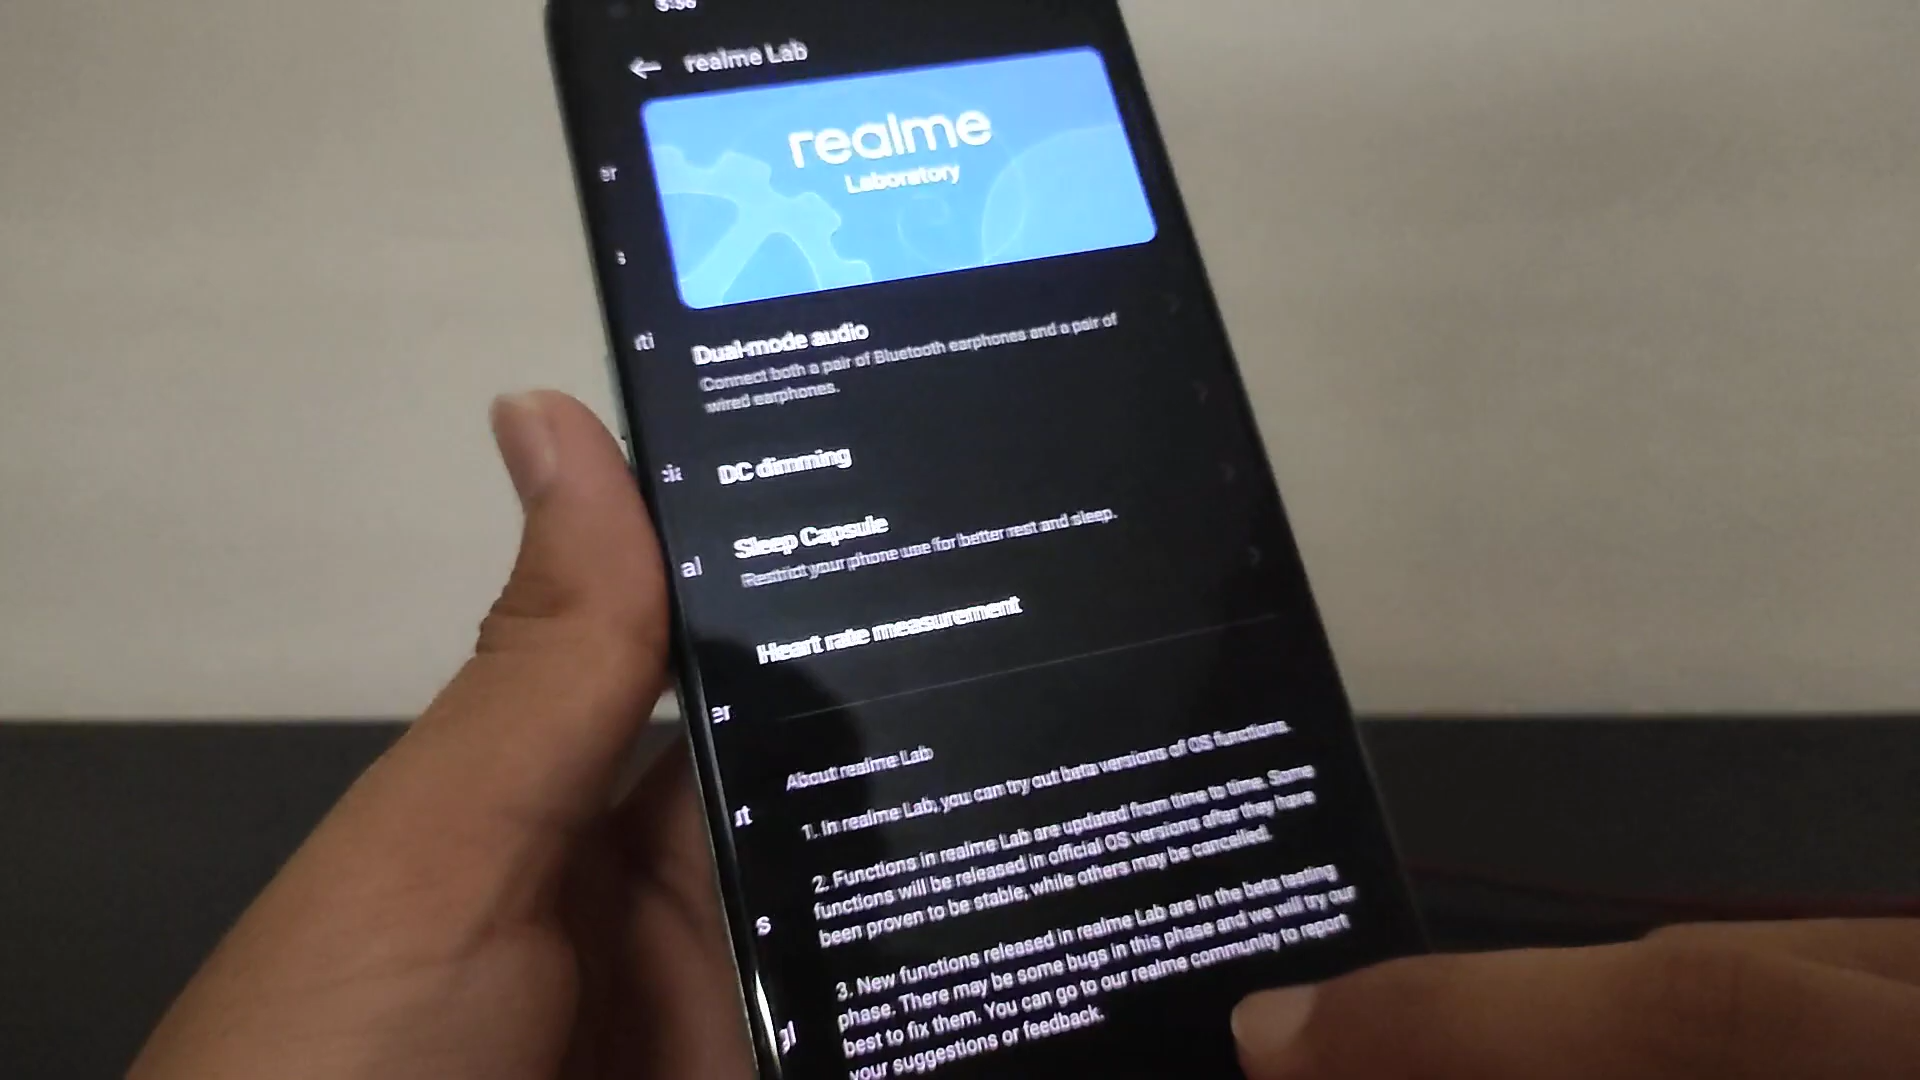 realme Lab
realme
Laboratory
Dual-mode audio
Connect both a pair of Bluetooth earphones and a pair of
wired earphones.
DC dimming
Sleep Capsule
Restrict your phone use for better rest and sleep.
Heart rate measurement
About realme Lab
1. In realme Lab, you can try out beta versions of OS functions.
2. Functions in realme Lab are updated from time to time. Some
functions will be released in official OS versions after they have
been proven to be stable, while others may be cancelled.
3. New functions released in realme Lab are in the beta testing
phase. There may be some bugs in this phase and we will try our
best to fix them. You can go to our realme community to report
your suggestions or feedback.